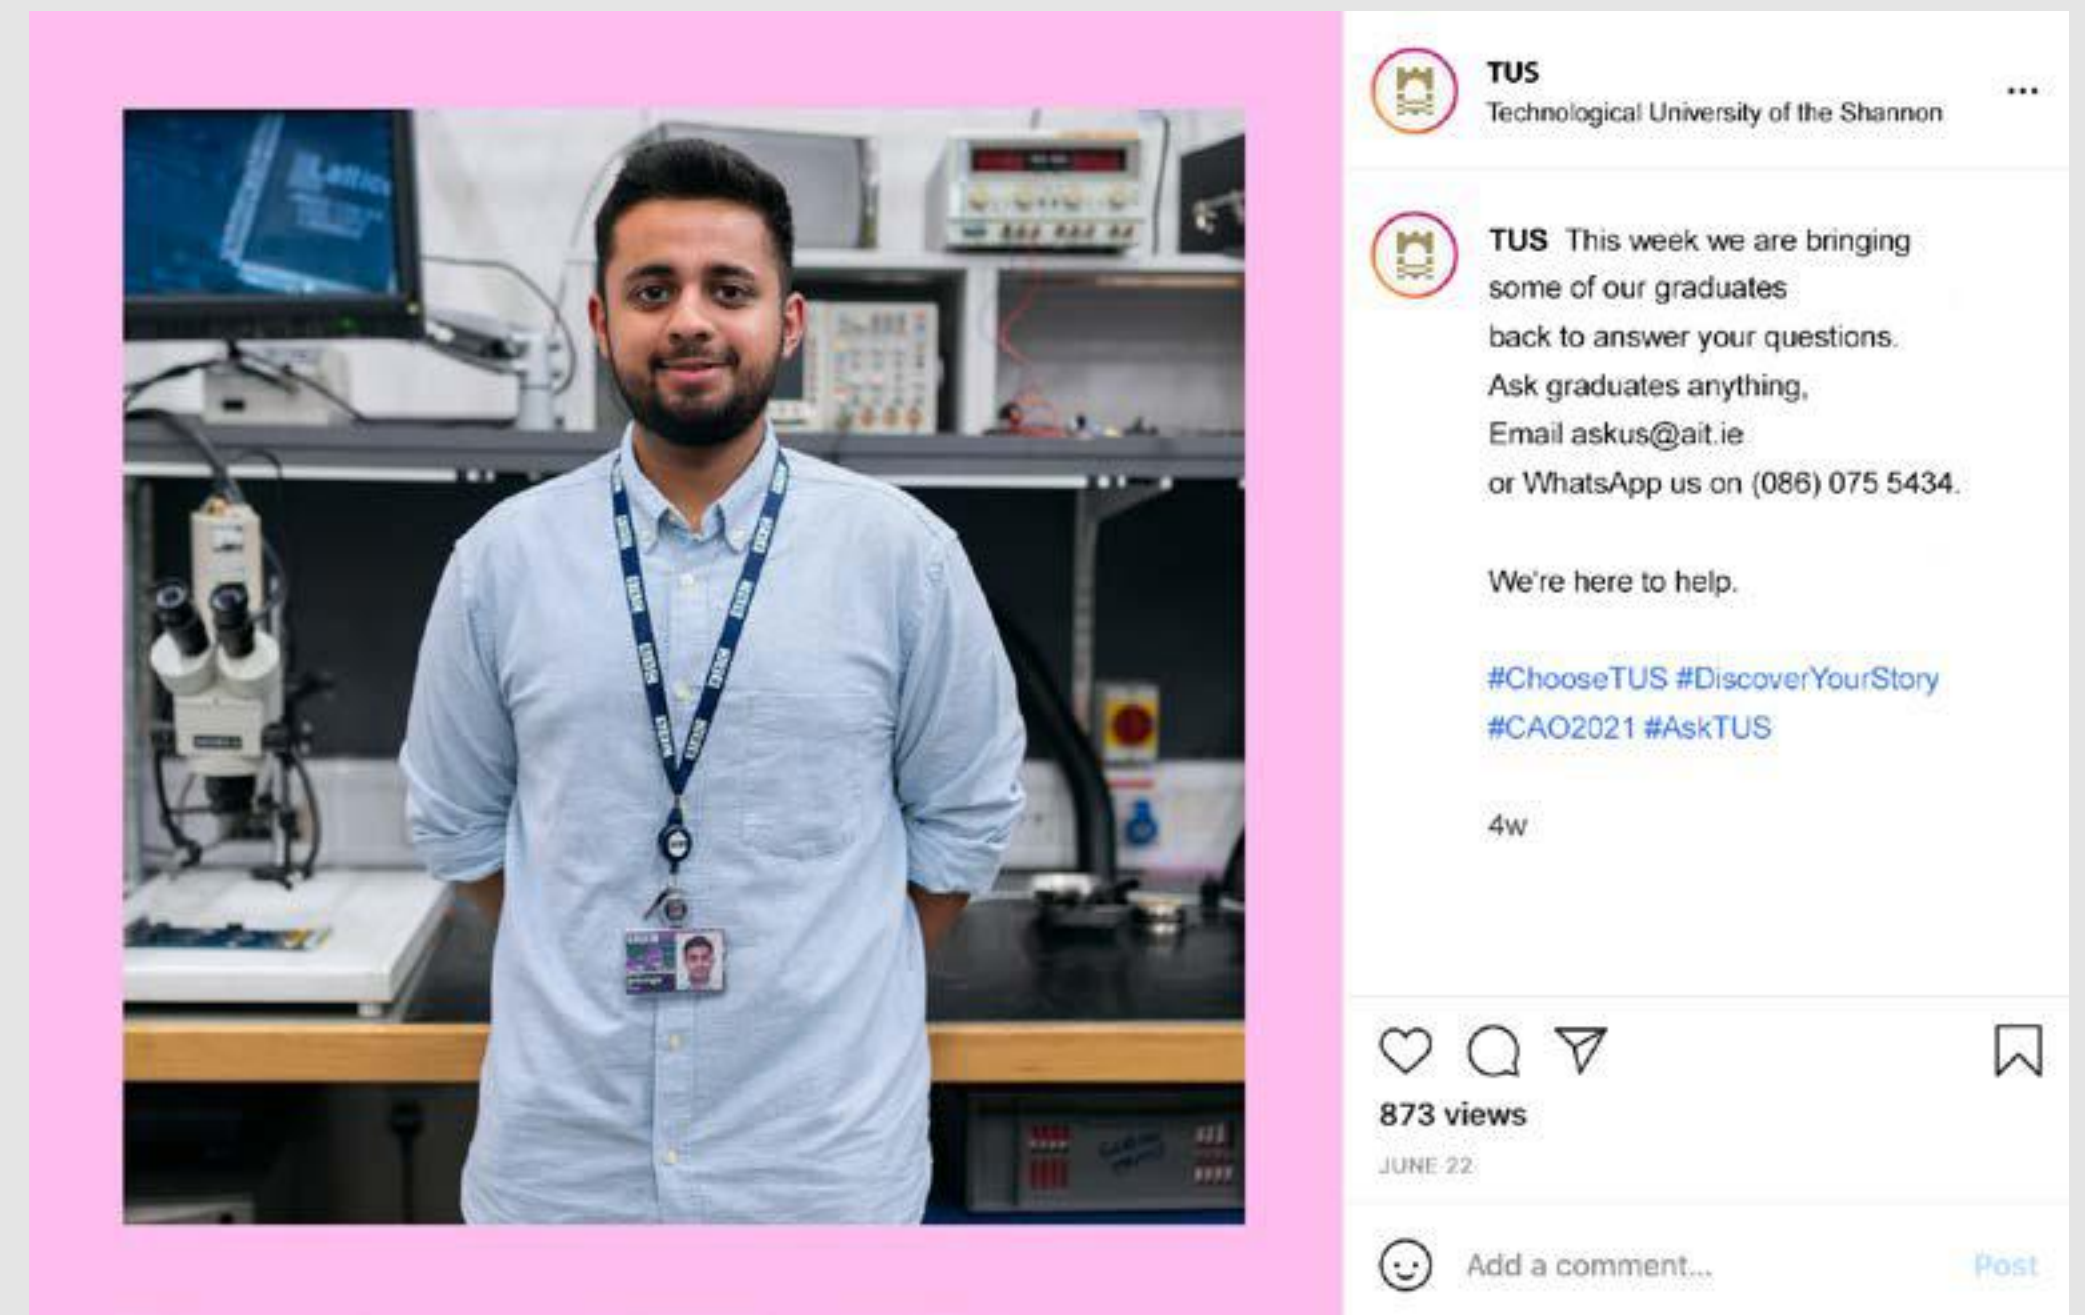 TUS
Technological University of the Shannon
TUS This week we are bringing
some of our graduates
back to answer your questions.
Ask graduates anything,
Email askus@ait.ie
or WhatsApp us on (086) 075 5434.
We're here to help.
#ChooseTUS #DiscoverYourStory
#CAO2021 #AskTUS
4w
873 views
JUNE 22
Add a comment... Post